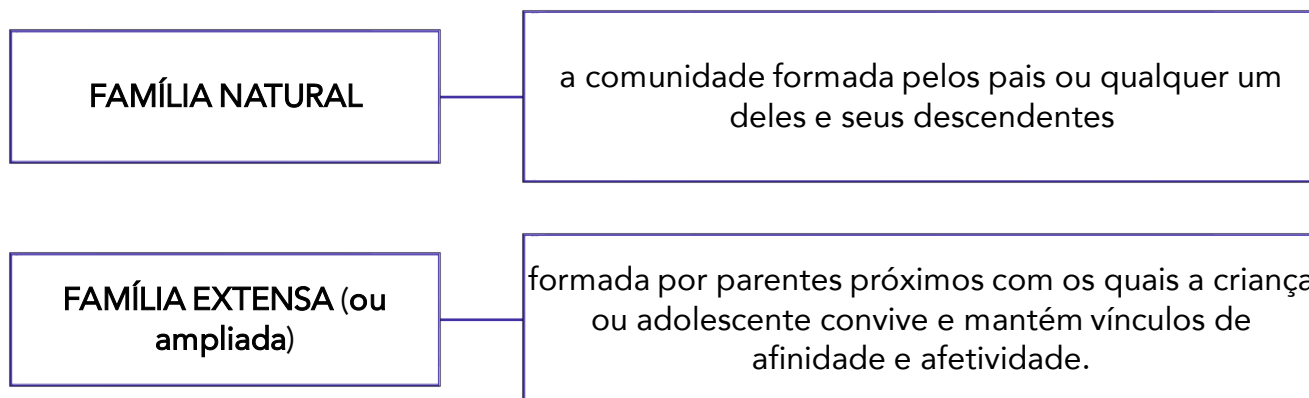 FAMÍLIA NATURAL
a comunidade formada pelos pais ou qualquer um
deles e seus descendentes
FAMÍLIA EXTENSA (ou
ampliada)
formada por parentes próximos com os quais a criança
ou adolescente convive e mantém vínculos de
afinidade e afetividade.